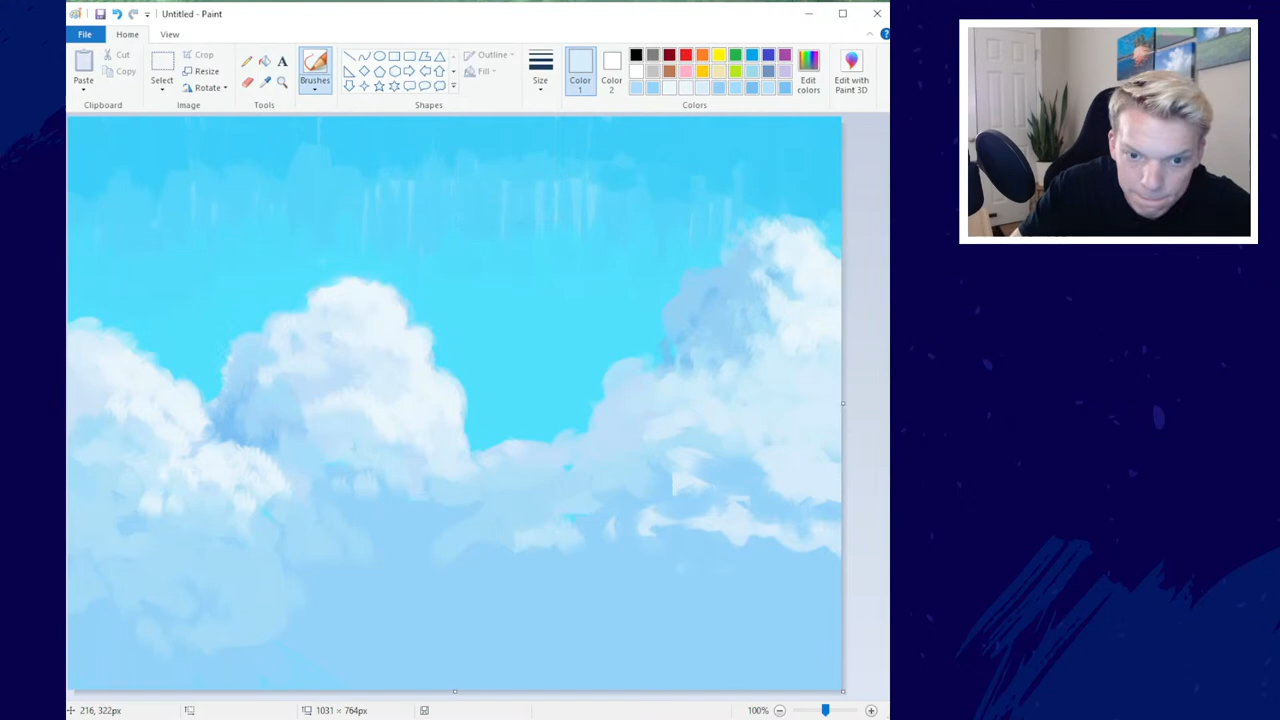 Untitled - Paint
File Home View
Paste
Cut
Copy
Clipboard
Select
Crop
Resize
Rotate
Image
Tools
Brushes
Outline
Fill
Shapes
Size
Color 1
Color 2
Edit colors
Colors
Edit with Paint 3D
216, 322px
1031 × 764px
100%